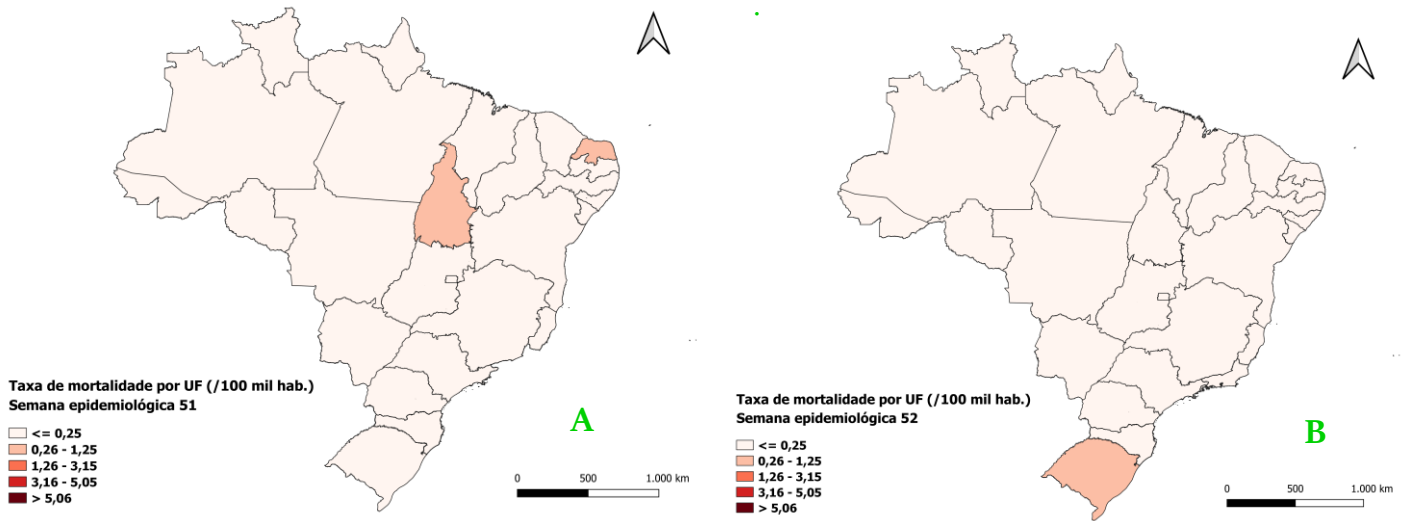 Taxa de mortalidade por UF (/100 mil hab.)
Semana epidemiológica 51
<= 0,25
0,26 - 1,25
1,26 - 3,15
3,16 - 5,05
> 5,06
A
0 500 1.000 km
Taxa de mortalidade por UF (/100 mil hab.)
Semana epidemiológica 52
<= 0,25
0,26 - 1,25
1,26 - 3,15
3,16 - 5,05
> 5,06
B
0 500 1.000 km